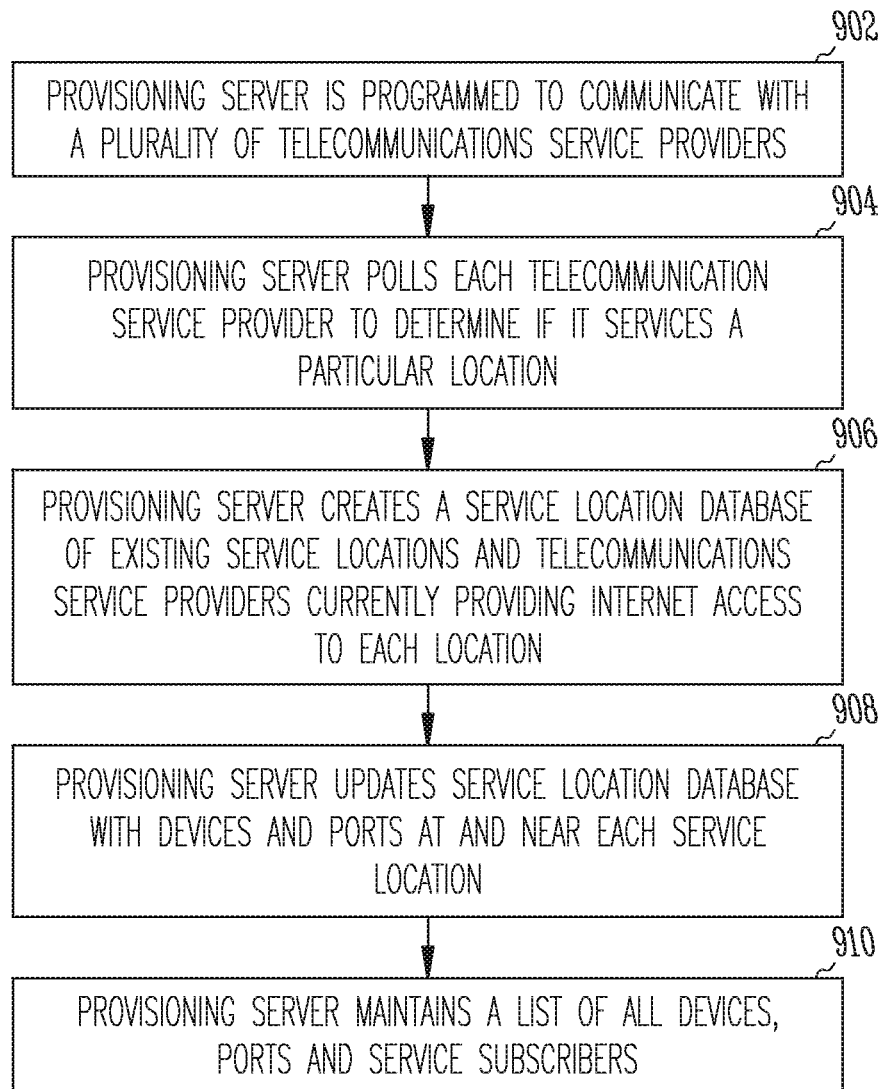 902
PROVISIONING SERVER IS PROGRAMMED TO COMMUNICATE WITH
A PLURALITY OF TELECOMMUNICATIONS SERVICE PROVIDERS
904
PROVISIONING SERVER POLLS EACH TELECOMMUNICATION
SERVICE PROVIDER TO DETERMINE IF IT SERVICES A
PARTICULAR LOCATION
906
PROVISIONING SERVER CREATES A SERVICE LOCATION DATABASE
OF EXISTING SERVICE LOCATIONS AND TELECOMMUNICATIONS
SERVICE PROVIDERS CURRENTLY PROVIDING INTERNET ACCESS
TO EACH LOCATION
908
PROVISIONING SERVER UPDATES SERVICE LOCATION DATABASE
WITH DEVICES AND PORTS AT AND NEAR EACH SERVICE
LOCATION
910
PROVISIONING SERVER MAINTAINS A LIST OF ALL DEVICES,
PORTS AND SERVICE SUBSCRIBERS